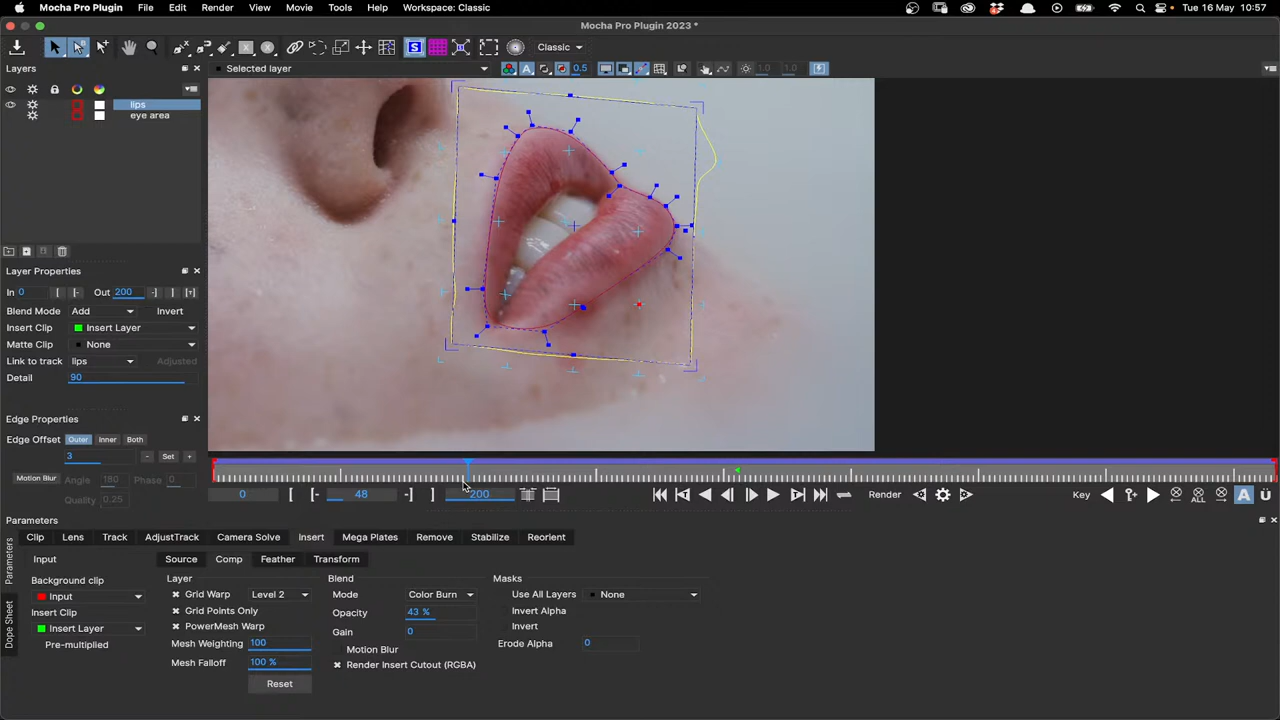 Mocha Pro Plugin File Edit Render View Movie Tools Help Workspace: Classic Tue 16 May 10:57
Mocha Pro Plugin 2023 *
S Classic
Layers Selected layer A 0.5 1.0 1.0
lips
eye area
Layer Properties
In 0 [ [- Out 200 -] ] [•]
Blend Mode Add Invert
Insert Clip Insert Layer
Matte Clip None
Link to track lips Adjusted
Detail 90
Edge Properties
Edge Offset Outer Inner Both
3 - Set +
Motion Blur Angle 180 Phase 0
Quality 0.25
0 [ [- 48 -] ] 200 Render Key ALL A Ü
Parameters
Parameters
Dope Sheet
Clip Lens Track AdjustTrack Camera Solve Insert Mega Plates Remove Stabilize Reorient
Input Source Comp Feather Transform
Background clip
Input
Insert Clip
Insert Layer
Pre-multiplied
Layer
Grid Warp Level 2
Grid Points Only
PowerMesh Warp
Mesh Weighting 100
Mesh Falloff 100 %
Reset
Blend
Mode Color Burn
Opacity 43 %
Gain 0
Motion Blur
Render Insert Cutout (RGBA)
Masks
Use All Layers None
Invert Alpha
Invert
Erode Alpha 0